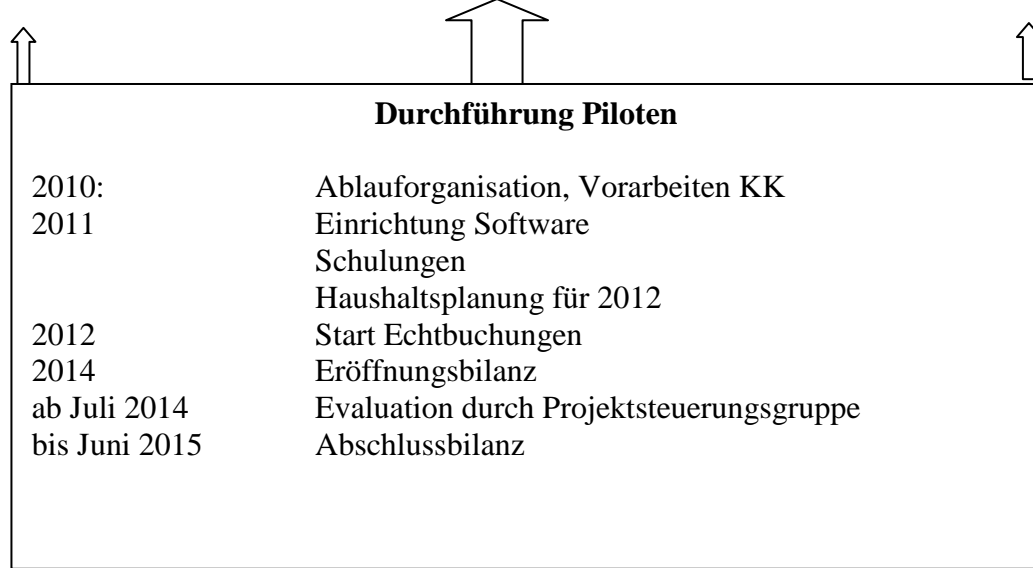 Durchführung Piloten
2010: Ablauforganisation, Vorarbeiten KK
2011 Einrichtung Software
Schulungen
Haushaltsplanung für 2012
2012 Start Echtbuchungen
2014 Eröffnungsbilanz
ab Juli 2014 Evaluation durch Projektsteuerungsgruppe
bis Juni 2015 Abschlussbilanz